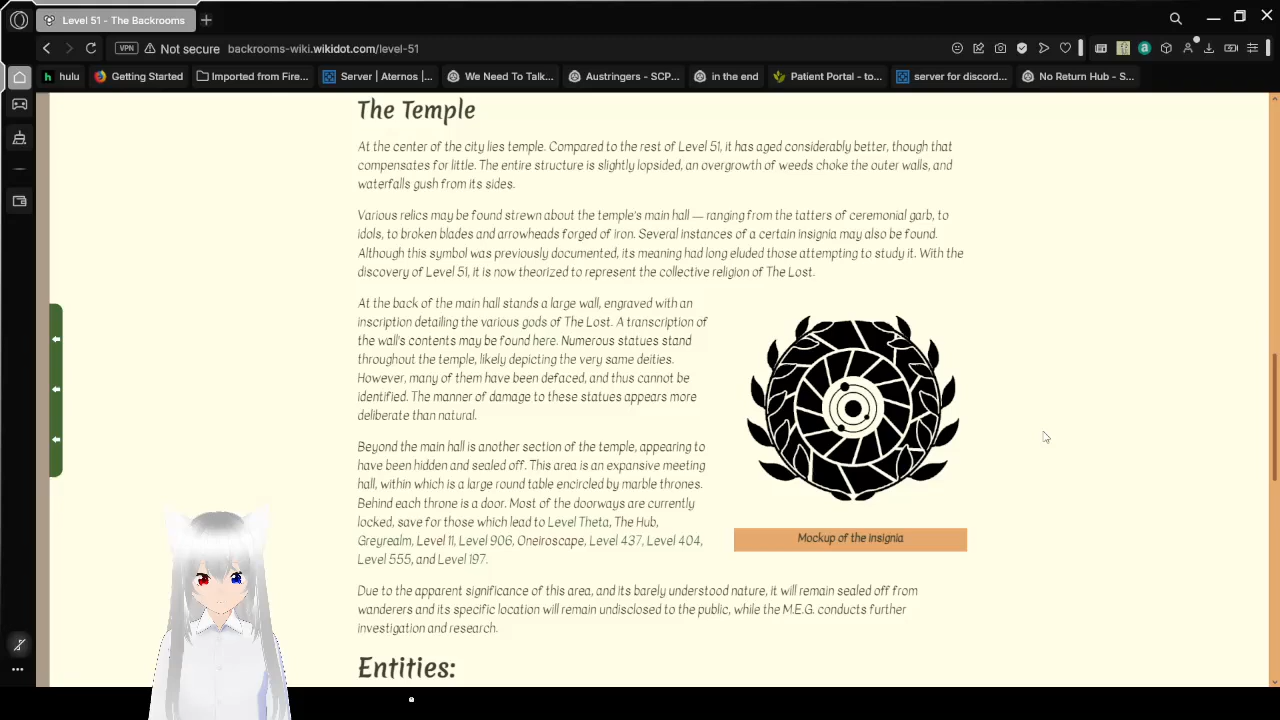 Level 51 - The Backrooms
VPN Not secure backrooms-wiki.wikidot.com/level-51
hulu Getting Started Imported from Fire... Server | Aternos |... We Need To Talk... Austringers - SCP... in the end Patient Portal - to... server for discord... No Return Hub - S...
The Temple
At the center of the city lies temple. Compared to the rest of Level 51, it has aged considerably better, though that
compensates for little. The entire structure is slightly lopsided, an overgrowth of weeds choke the outer walls, and
waterfalls gush from its sides.
Various relics may be found strewn about the temple's main hall — ranging from the tatters of ceremonial garb, to
idols, to broken blades and arrowheads forged of iron. Several instances of a certain insignia may also be found.
Although this symbol was previously documented, its meaning had long eluded those attempting to study it. With the
discovery of Level 51, it is now theorized to represent the collective religion of The Lost.
At the back of the main hall stands a large wall, engraved with an
inscription detailing the various gods of The Lost. A transcription of
the wall's contents may be found here. Numerous statues stand
throughout the temple, likely depicting the very same deities.
However, many of them have been defaced, and thus cannot be
identified. The manner of damage to these statues appears more
deliberate than natural.
Beyond the main hall is another section of the temple, appearing to
have been hidden and sealed off. This area is an expansive meeting
hall, within which is a large round table encircled by marble thrones.
Behind each throne is a door. Most of the doorways are currently
locked, save for those which lead to Level Theta, The Hub,
Greyrealm, Level 11, Level 906, Oneiroscape, Level 437, Level 404,
Level 555, and Level 197.
Mockup of the insignia
Due to the apparent significance of this area, and its barely understood nature, it will remain sealed off from
wanderers and its specific location will remain undisclosed to the public, while the M.E.G. conducts further
investigation and research.
Entities: